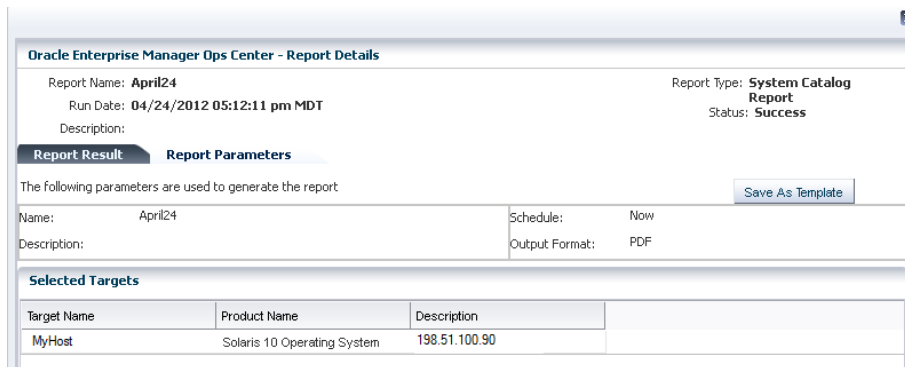 Oracle Enterprise Manager Ops Center - Report Details
Report Name: April24
Run Date: 04/24/2012 05:12:11 pm MDT
Description:
Report Type: System Catalog
Report
Status: Success
Report Result Report Parameters
The following parameters are used to generate the report
Save As Template
Name: April24 Schedule: Now
Description: Output Format: PDF
Selected Targets
Target Name Product Name Description
MyHost Solaris 10 Operating System 198.51.100.90